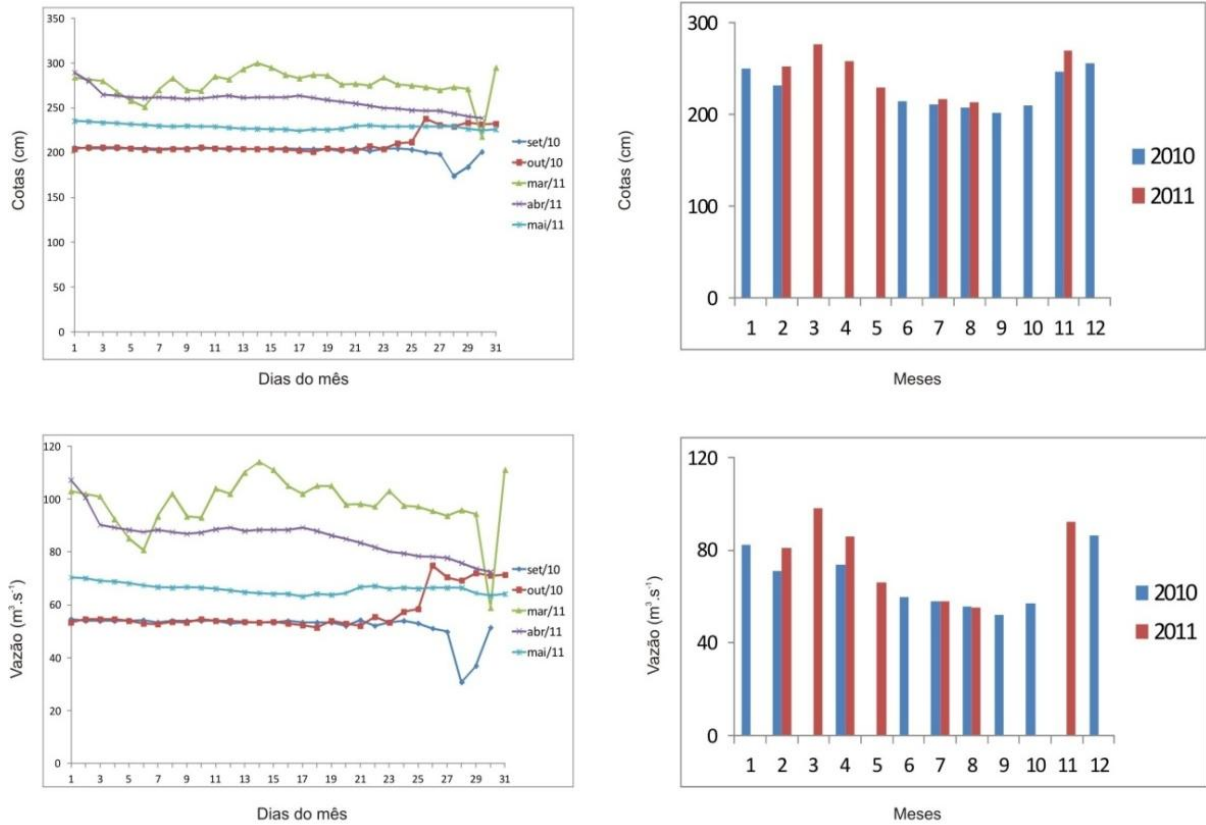 350
300
250
200
150
100
50
0
1 3 5 7 9 11 13 15 17 19 21 23 25 27 29 31
Cotas (cm)
Dias do mês
set/10
out/10
mar/11
abr/11
mai/11
300
200
100
0
1 2 3 4 5 6 7 8 9 10 11 12
Cotas (cm)
Meses
2010
2011
120
100
80
60
40
20
0
1 3 5 7 9 11 13 15 17 19 21 23 25 27 29 31
Vazão (m³.s⁻¹)
Dias do mês
set/10
out/10
mar/11
abr/11
mai/11
120
80
40
0
1 2 3 4 5 6 7 8 9 10 11 12
Vazão (m³.s⁻¹)
Meses
2010
2011